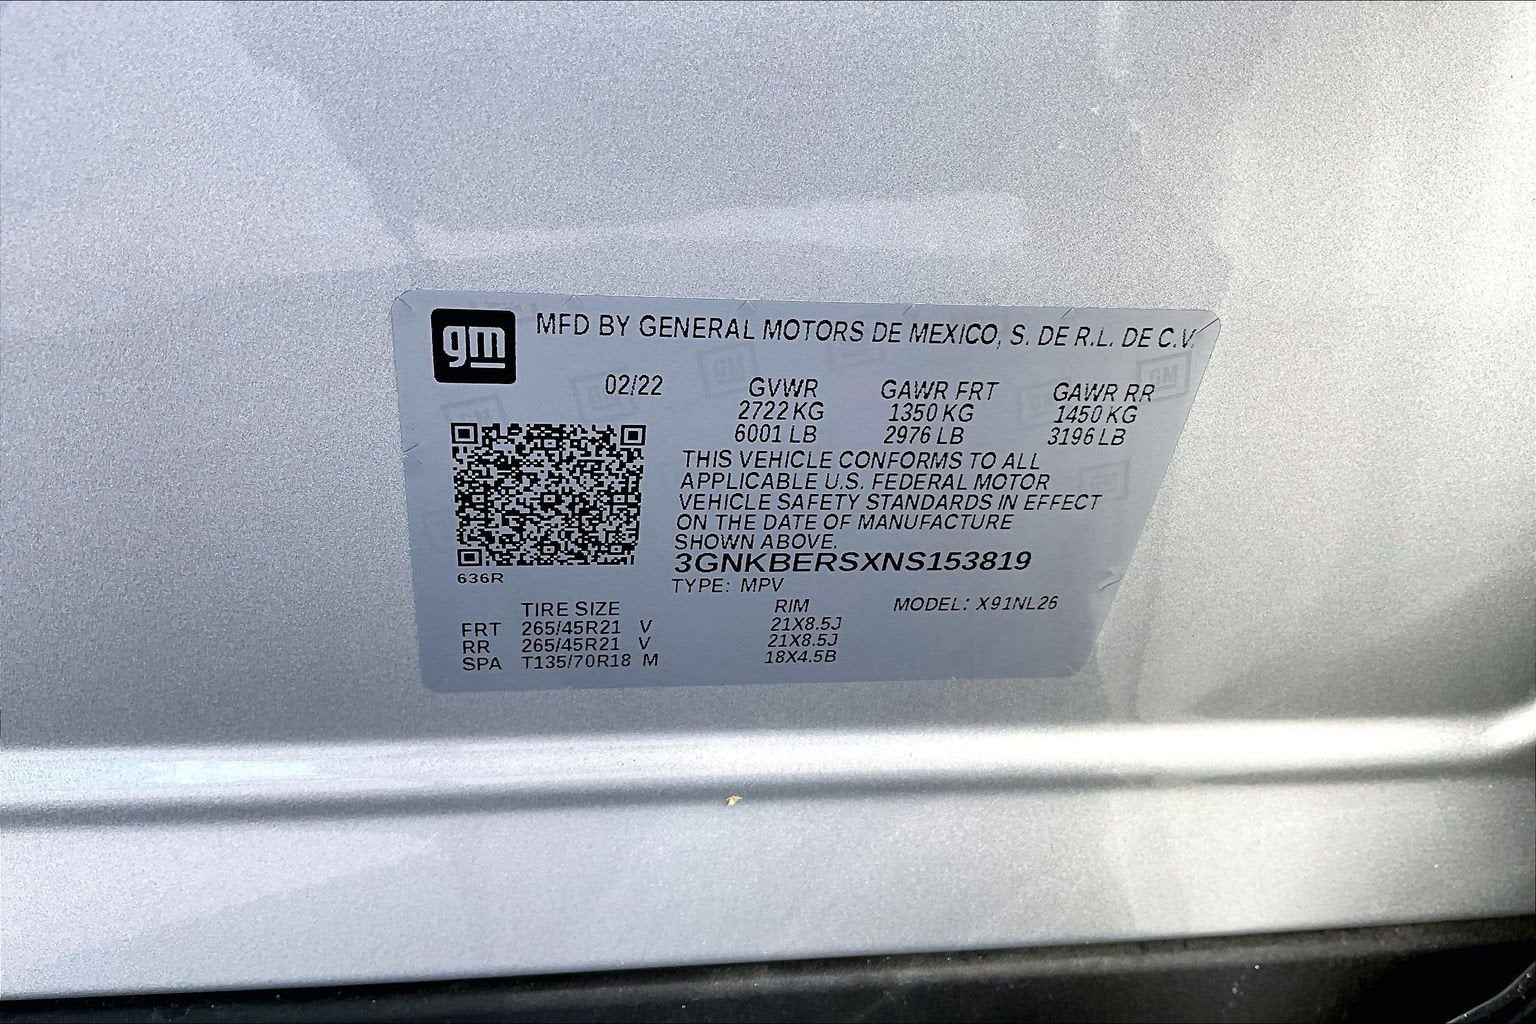 gm MFD BY GENERAL MOTORS DE MEXICO, S. DE R.L. DE C.V.
02/22 GVWR GAWR FRT GAWR RR
2722 KG 1350 KG 1450 KG
6001 LB 2976 LB 3196 LB
THIS VEHICLE CONFORMS TO ALL
APPLICABLE U.S. FEDERAL MOTOR
VEHICLE SAFETY STANDARDS IN EFFECT
ON THE DATE OF MANUFACTURE
SHOWN ABOVE.
3GNKBERSXNS153819
636R TYPE: MPV
TIRE SIZE RIM MODEL: X91NL26
FRT 265/45R21 V 21X8.5J
RR 265/45R21 V 21X8.5J
SPA T135/70R18 M 18X4.5B